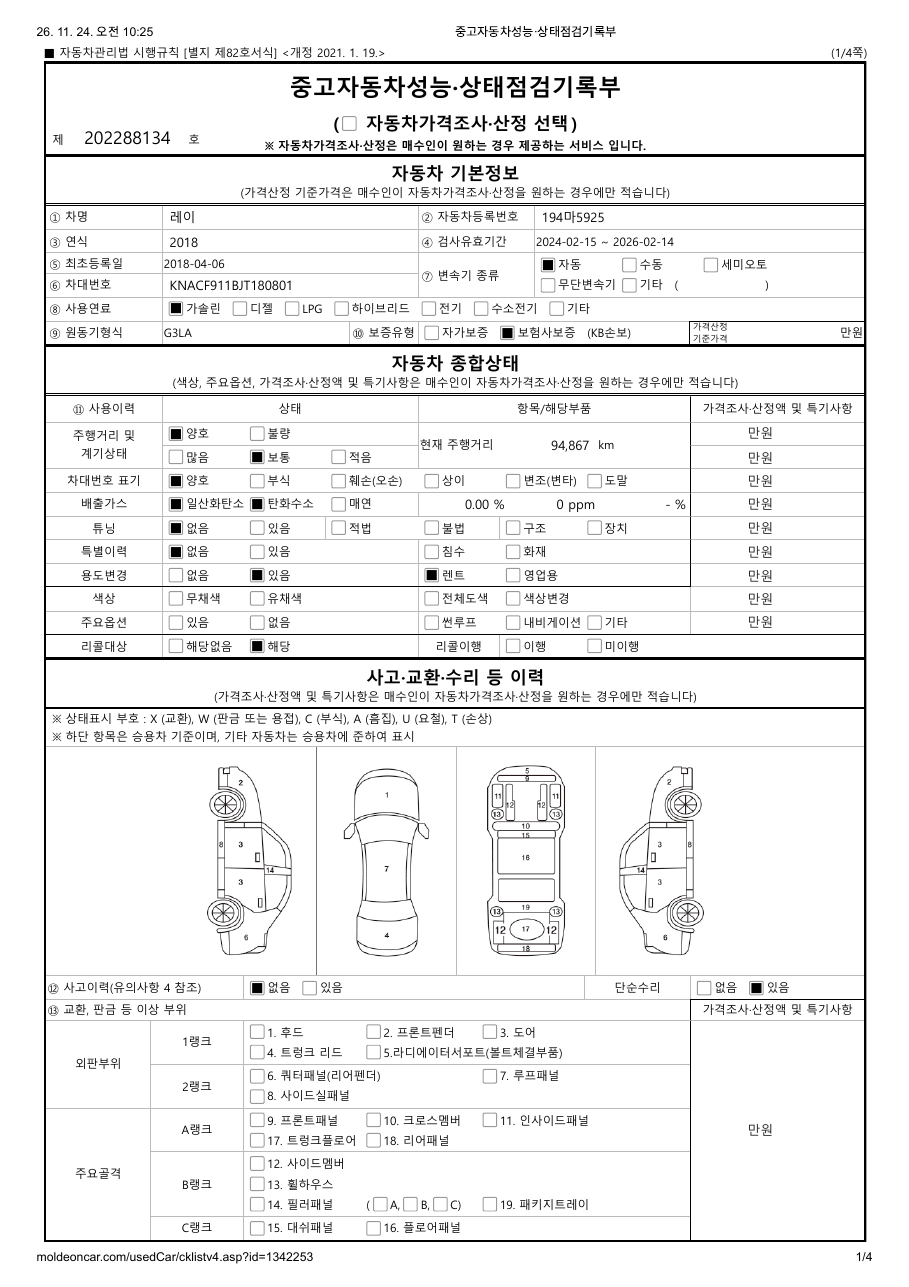 26. 11. 24. 오전 10:25 중고자동차성능·상태점검기록부
■ 자동차관리법 시행규칙 [별지 제82호서식] <개정 2021. 1. 19.> (1/4쪽)
중고자동차성능·상태점검기록부
(□ 자동차가격조사·산정 선택)
제 202288134 호
※ 자동차가격조사·산정은 매수인이 원하는 경우 제공하는 서비스 입니다.
자동차 기본정보
(가격산정 기준가격은 매수인이 자동차가격조사·산정을 원하는 경우에만 적습니다)
① 차명 레이 ② 자동차등록번호 194마5925
③ 연식 2018 ④ 검사유효기간 2024-02-15 ~ 2026-02-14
⑤ 최초등록일 2018-04-06 ⑦ 변속기 종류 ■ 자동 □ 수동 □ 세미오토
⑥ 차대번호 KNACF911BJT180801 □ 무단변속기 □ 기타 ( )
⑧ 사용연료 ■ 가솔린 □ 디젤 □ LPG □ 하이브리드 □ 전기 □ 수소전기 □ 기타
⑨ 원동기형식 G3LA ⑩ 보증유형 □ 자가보증 ■ 보험사보증 (KB손보) 가격산정 기준가격 만원
자동차 종합상태
(색상, 주요옵션, 가격조사·산정액 및 특기사항은 매수인이 자동차가격조사·산정을 원하는 경우에만 적습니다)
⑪ 사용이력 상태 항목/해당부품 가격조사·산정액 및 특기사항
주행거리 및 계기상태 ■ 양호 □ 불량 현재 주행거리 94,867 km 만원
□ 많음 ■ 보통 □ 적음 만원
차대번호 표기 ■ 양호 □ 부식 □ 훼손(오손) □ 상이 □ 변조(변타) □ 도말 만원
배출가스 ■ 일산화탄소 ■ 탄화수소 □ 매연 0.00 % 0 ppm - % 만원
튜닝 ■ 없음 □ 있음 □ 적법 □ 불법 □ 구조 □ 장치 만원
특별이력 ■ 없음 □ 있음 □ 침수 □ 화재 만원
용도변경 □ 없음 ■ 있음 ■ 렌트 □ 영업용 만원
색상 □ 무채색 □ 유채색 □ 전체도색 □ 색상변경 만원
주요옵션 □ 있음 □ 없음 □ 썬루프 □ 내비게이션 □ 기타 만원
리콜대상 □ 해당없음 ■ 해당 리콜이행 □ 이행 □ 미이행
사고·교환·수리 등 이력
(가격조사·산정액 및 특기사항은 매수인이 자동차가격조사·산정을 원하는 경우에만 적습니다)
※ 상태표시 부호 : X (교환), W (판금 또는 용접), C (부식), A (흠집), U (요철), T (손상)
※ 하단 항목은 승용차 기준이며, 기타 자동차는 승용차에 준하여 표시
2
8 3
14
3
6
1
7
4
5
9
11 12 12 11
13 13
10
15
16
19
13 13
12 17 12
18
2
3 8
14
3
6
⑫ 사고이력(유의사항 4 참조) ■ 없음 □ 있음 단순수리 □ 없음 ■ 있음
⑬ 교환, 판금 등 이상 부위 가격조사·산정액 및 특기사항
외판부위 1랭크 □ 1. 후드 □ 2. 프론트펜더 □ 3. 도어
□ 4. 트렁크 리드 □ 5.라디에이터서포트(볼트체결부품)
2랭크 □ 6. 쿼터패널(리어펜더) □ 7. 루프패널
□ 8. 사이드실패널
주요골격 A랭크 □ 9. 프론트패널 □ 10. 크로스멤버 □ 11. 인사이드패널
□ 17. 트렁크플로어 □ 18. 리어패널 만원
B랭크 □ 12. 사이드멤버
□ 13. 휠하우스
□ 14. 필러패널 (□ A, □ B, □ C) □ 19. 패키지트레이
C랭크 □ 15. 대쉬패널 □ 16. 플로어패널
moldeoncar.com/usedCar/cklistv4.asp?id=1342253 1/4